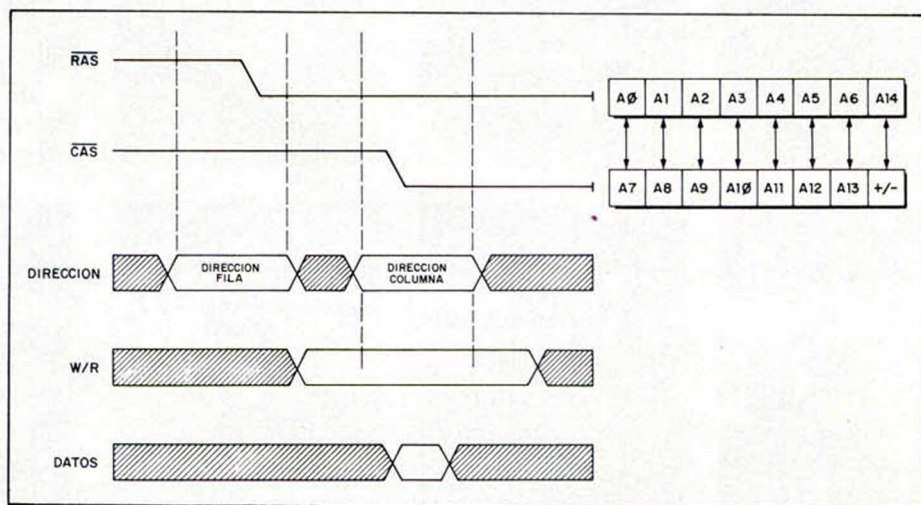 RAS
A0 A1 A2 A3 A4 A5 A6 A14
CAS
A7 A8 A9 A10 A11 A12 A13 +/-
DIRECCION
DIRECCION
FILA
DIRECCION
COLUMNA
W/R
DATOS